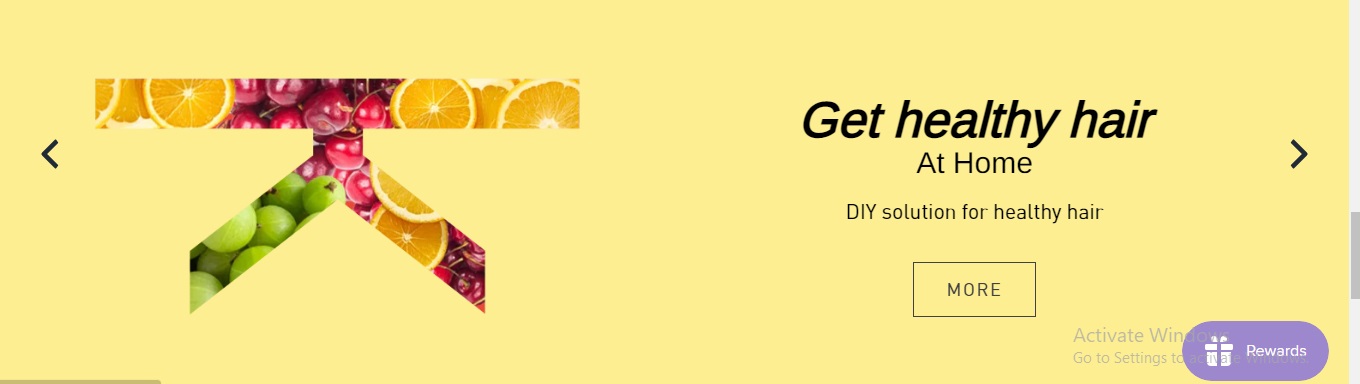 Get healthy hair
At Home
DIY solution for healthy hair
MORE
Activate Windows
Go to Settings to activate Windows.
Rewards